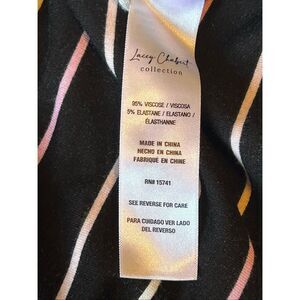 Lacey Chabert
collection
95% VISCOSE / VISCOSA
5% ELASTANE / ELASTANO /
ÉLASTHANNE
MADE IN CHINA
HECHO EN CHINA
FABRIQUÉ EN CHINE
RN# 15741
SEE REVERSE FOR CARE
PARA CUIDADO VER LADO
DEL REVERSO